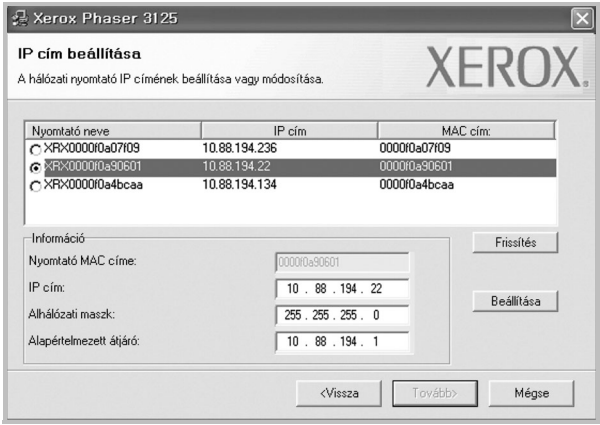 Xerox Phaser 3125
IP cím beállítása
A hálózati nyomtató IP címének beállítása vagy módosítása.
XEROX.
Nyomtató neve IP cím MAC cím:
XRX0000f0a07f09 10.88.194.236 0000f0a07f09
XRX0000f0a90601 10.88.194.22 0000f0a90601
XRX0000f0a4bcaa 10.88.194.134 0000f0a4bcaa
Információ
Nyomtató MAC címe: 0000f0a90601
IP cím: 10 . 88 . 194 . 22
Alhálózati maszk: 255 . 255 . 255 . 0
Alapértelmezett átjáró: 10 . 88 . 194 . 1
Frissítés
Beállítása
<Vissza Tovább> Mégse